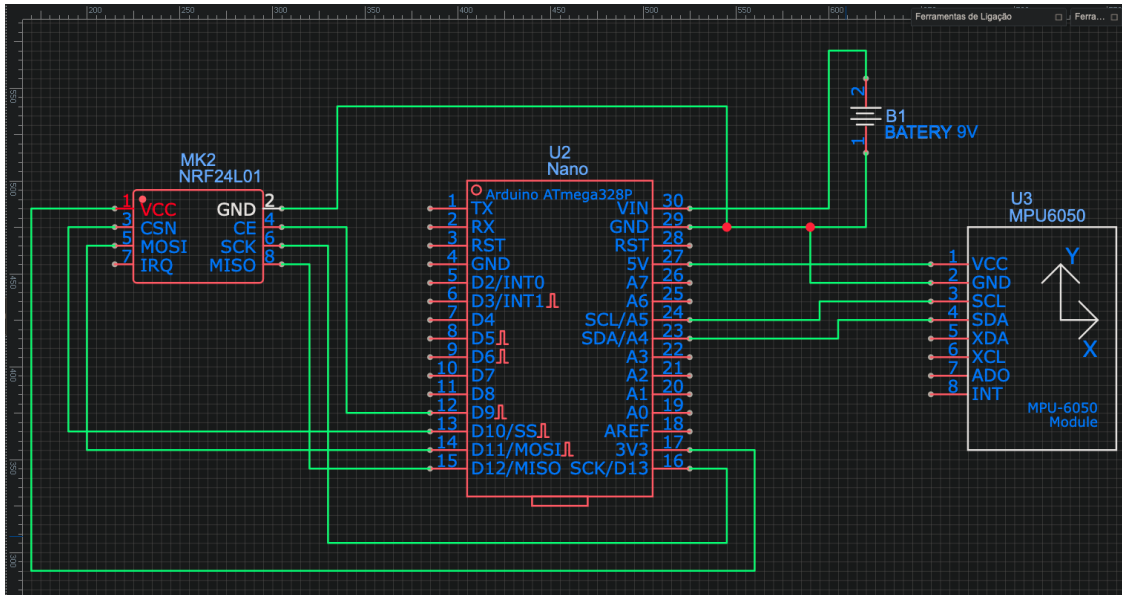 200
250
300
400
450
500
550
600
Ferramentas de Ligação
Ferra...
550
500
450
400
350
300
2
B1
BATERY 9V
1
MK2
NRF24L01
1 VCC GND 2
3 CSN CE 4
5 MOSI SCK 6
7 IRQ MISO 8
U2
Nano
Arduino ATmega328P
1 TX VIN 30
2 RX GND 29
3 RST RST 28
4 GND 5V 27
5 D2/INT0 A7 26
6 D3/INT1 A6 25
7 D4 SCL/A5 24
8 D5 SDA/A4 23
9 D6 A3 22
10 D7 A2 21
11 D8 A1 20
12 D9 A0 19
13 D10/SS AREF 18
14 D11/MOSI 3V3 17
15 D12/MISO SCK/D13 16
U3
MPU6050
1 VCC
2 GND
3 SCL
4 SDA
5 XDA
6 XCL
7 ADO
8 INT
Y
X
MPU-6050
Module